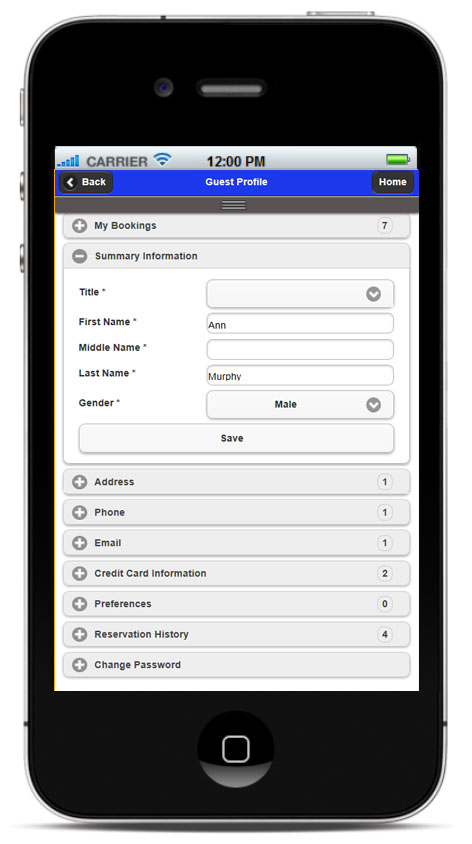 CARRIER 12:00 PM
Back Guest Profile Home
My Bookings 7
Summary Information
Title *
First Name * Ann
Middle Name *
Last Name * Murphy
Gender * Male
Save
Address 1
Phone 1
Email 1
Credit Card Information 2
Preferences 0
Reservation History 4
Change Password